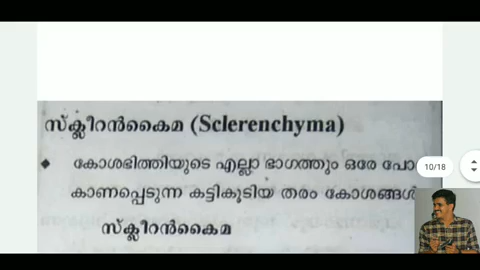 സ്ക്ലീറൻകൈമ (Sclerenchyma)
കോശഭിത്തിയുടെ എല്ലാ ഭാഗത്തും ഒരേ പോ
10/18
കാണപ്പെടുന്ന കട്ടികൂടിയ തരം കോശങ്ങൾ
സ്ക്ലീറൻകൈമ